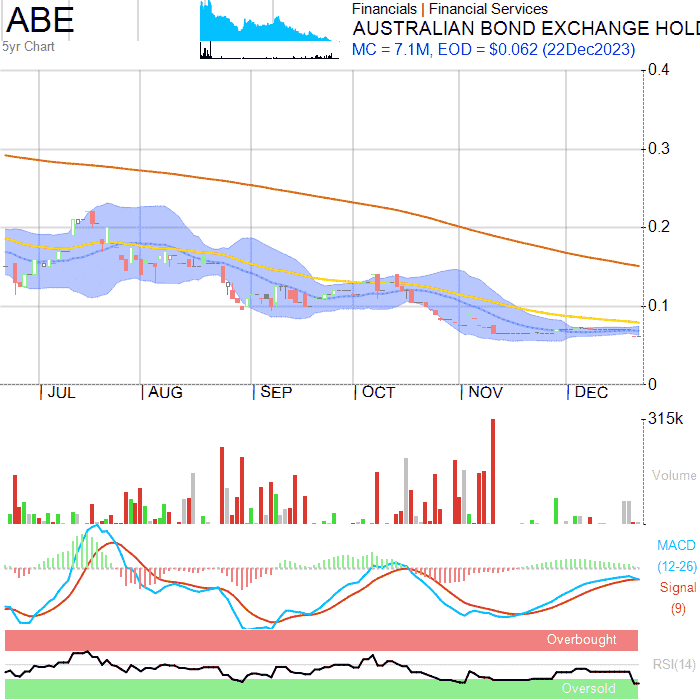 ABE
5yr Chart
Financials | Financial Services
AUSTRALIAN BOND EXCHANGE HOLD
MC = 7.1M, EOD = $0.062 (22Dec2023)
0.4
0.3
0.2
0.1
0
JUL AUG SEP OCT NOV DEC
315k
Volume
MACD
(12-26)
Signal
(9)
Overbought
RSI(14)
Oversold